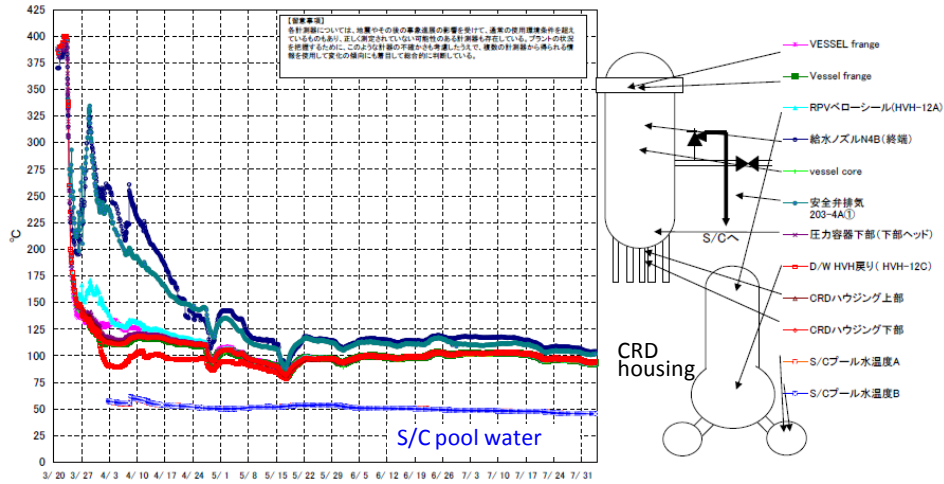 【留意事項】
各計測器については、地震やその後の事象進展の影響を受けて、通常の使用環境条件を超え
ているものもあり、正しく測定されていない可能性のある計測器も存在している。プラントの状況
を把握するために、このような計器の不確かさも考慮したうえで、複数の計測器から得られる情
報を使用して変化の傾向にも着目して総合的に判断している。
425
400
375
350
325
300
275
250
225
200
175
150
125
100
75
50
25
0
℃
3/ 20 3/ 27 4/ 3 4/ 10 4/ 17 4/ 24 5/ 1 5/ 8 5/ 15 5/ 22 5/ 29 6/ 5 6/ 12 6/ 19 6/ 26 7/ 3 7/ 10 7/ 17 7/ 24 7/ 31
S/C pool water
S/Cへ
CRD
housing
VESSEL frange
Vessel frange
RPVベローシール(HVH-12A)
給水ノズルN4B(終端)
vessel core
安全弁排気
203-4A①
圧力容器下部(下部ヘッド)
D/W HVH戻り( HVH-12C)
CRDハウジング上部
CRDハウジング下部
S/Cプール水温度A
S/Cプール水温度B